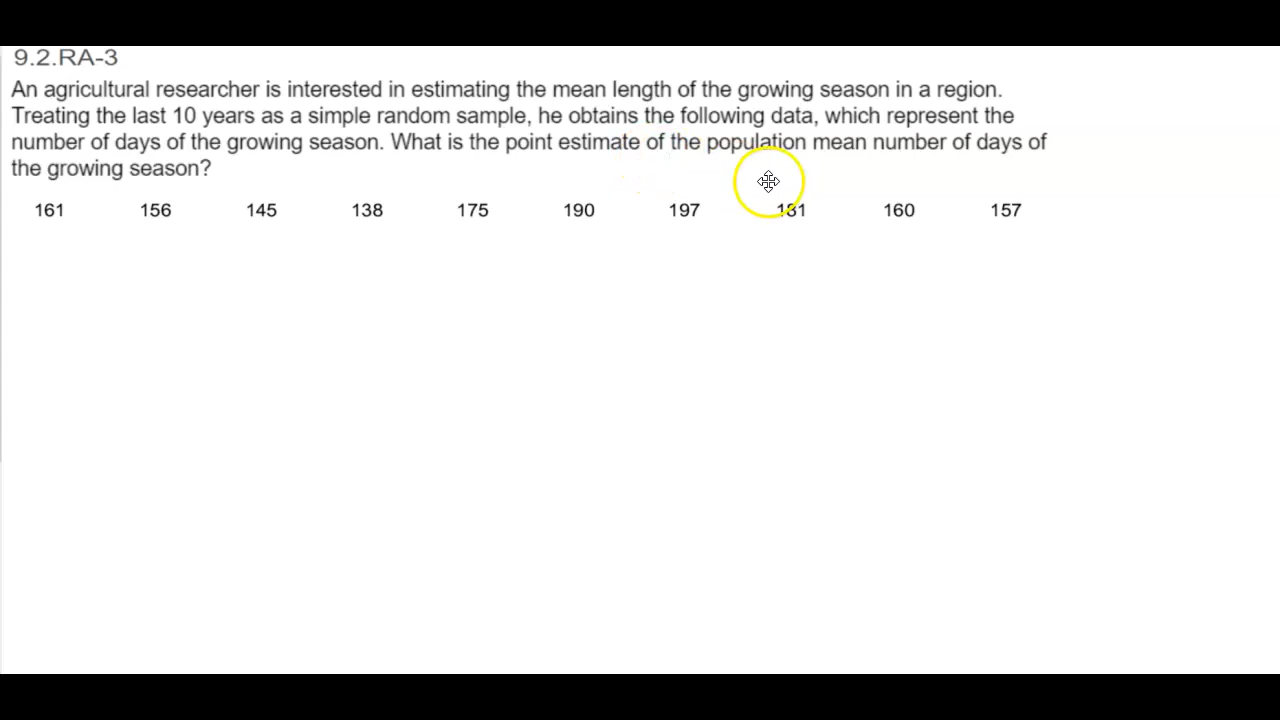 9.2.RA-3
An agricultural researcher is interested in estimating the mean length of the growing season in a region.
Treating the last 10 years as a simple random sample, he obtains the following data, which represent the
number of days of the growing season. What is the point estimate of the population mean number of days of
the growing season?
161 156 145 138 175 190 197 181 160 157